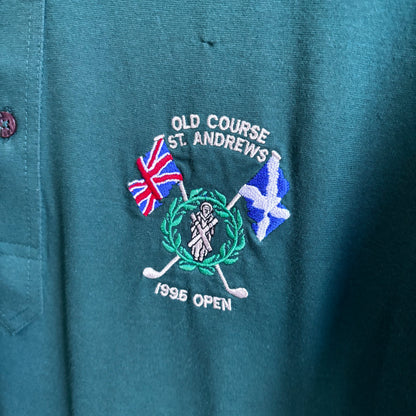 OLD COURSE
ST. ANDREWS
1995 OPEN